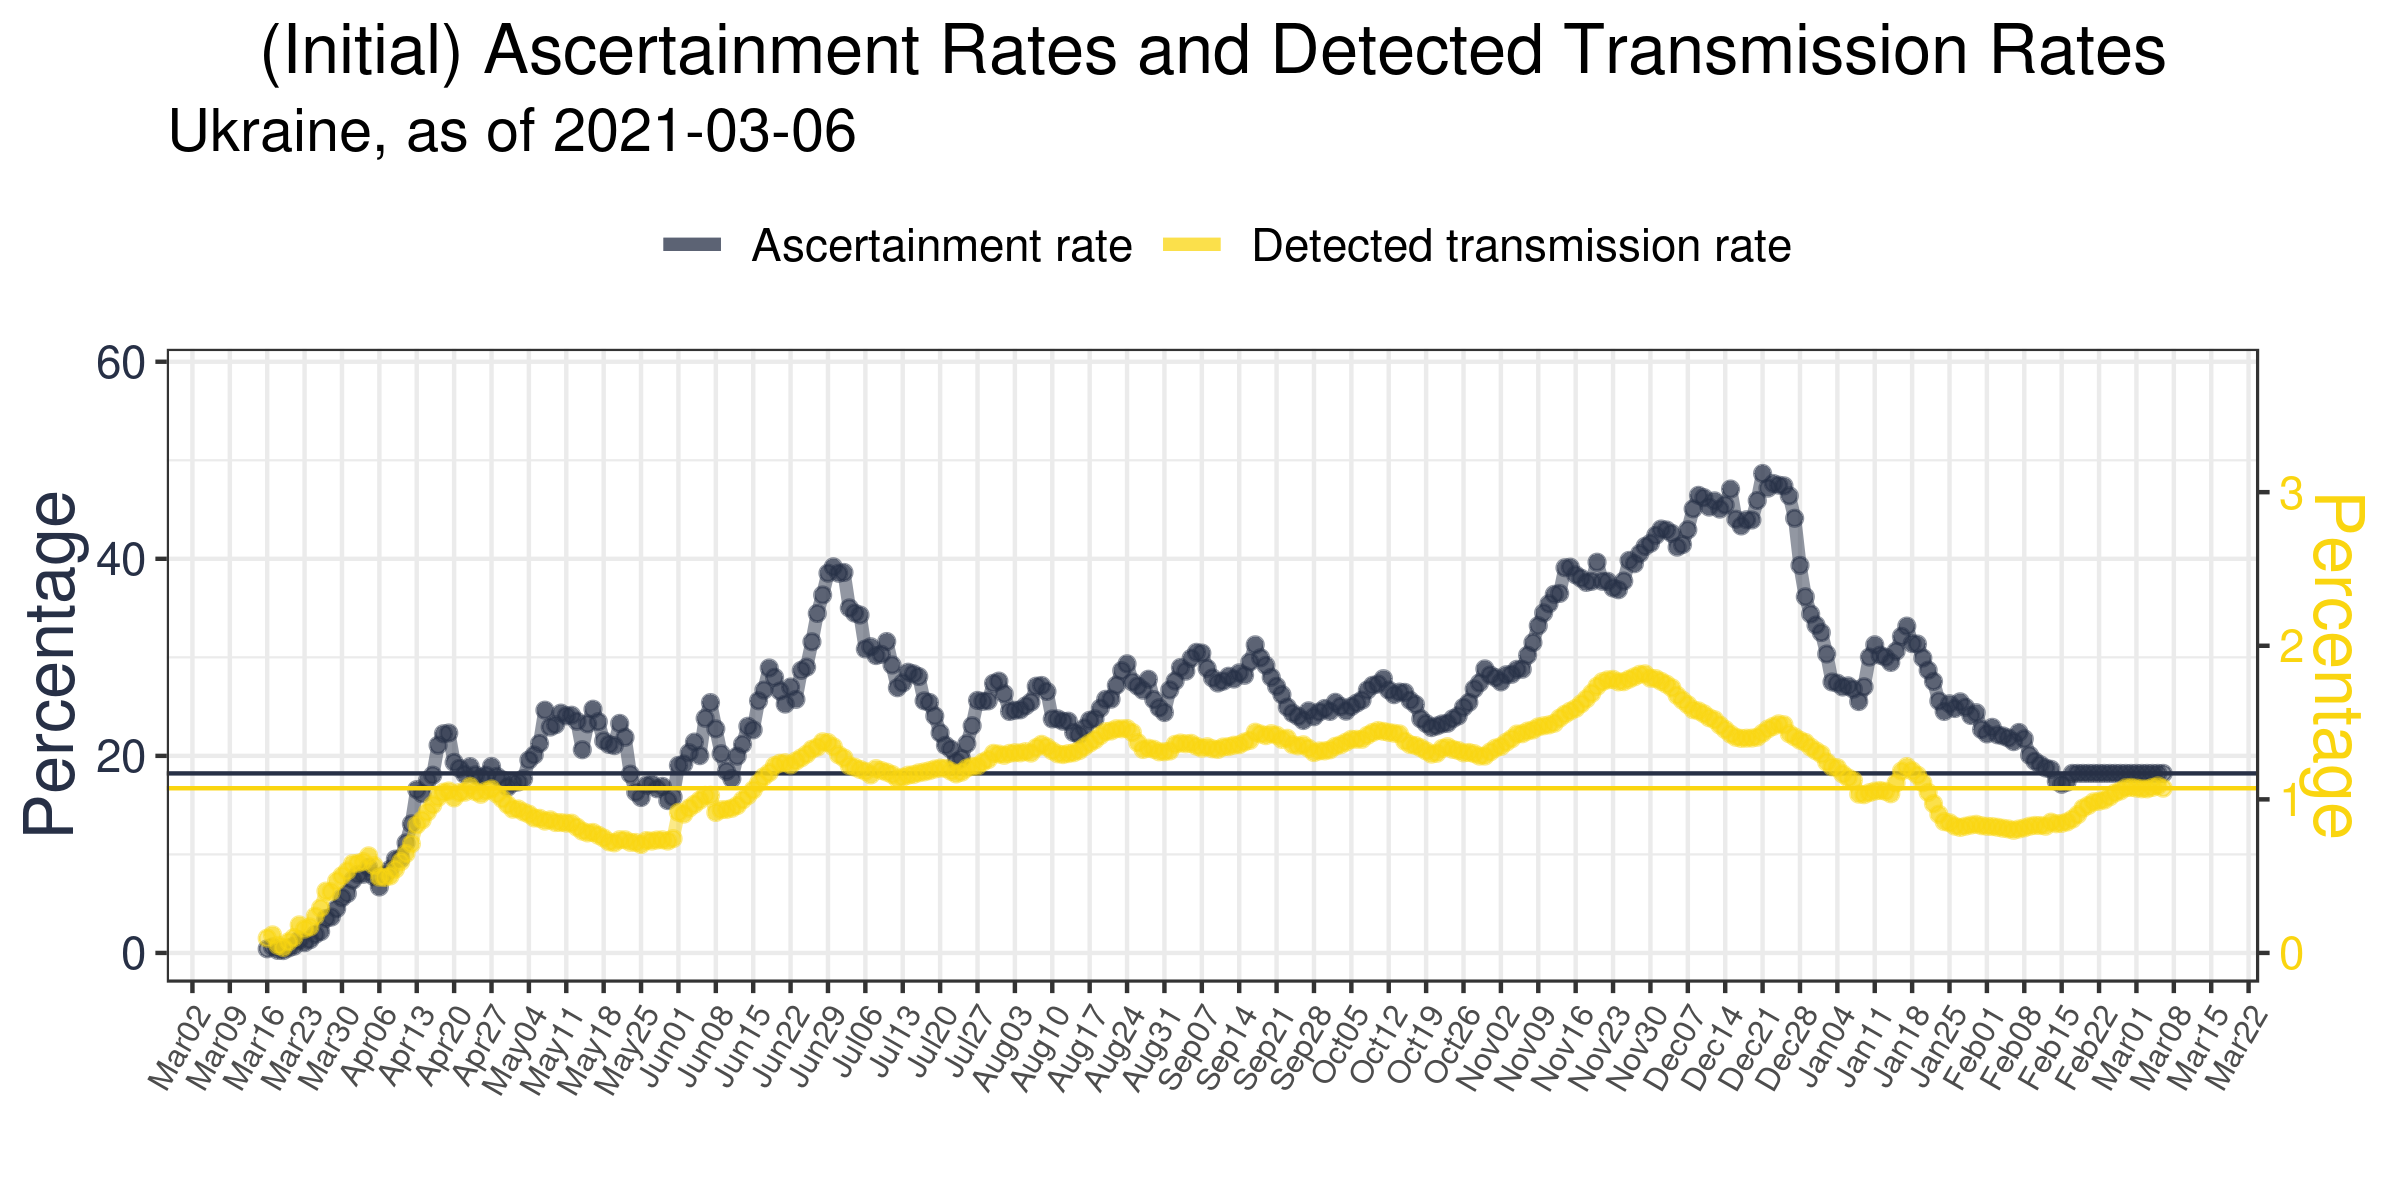 (Initial) Ascertainment Rates and Detected Transmission Rates
Ukraine, as of 2021-03-06
Ascertainment rate
Detected transmission rate
Percentage
60
40
20
0
3
2
1
0
Percentage
Mar02
Mar09
Mar16
Mar23
Mar30
Apr06
Apr13
Apr20
Apr27
May04
May11
May18
May25
Jun01
Jun08
Jun15
Jun22
Jun29
Jul06
Jul13
Jul20
Jul27
Aug03
Aug10
Aug17
Aug24
Aug31
Sep07
Sep14
Sep21
Sep28
Oct05
Oct12
Oct19
Oct26
Nov02
Nov09
Nov16
Nov23
Nov30
Dec07
Dec14
Dec21
Dec28
Jan04
Jan11
Jan18
Jan25
Feb01
Feb08
Feb15
Feb22
Mar01
Mar08
Mar15
Mar22